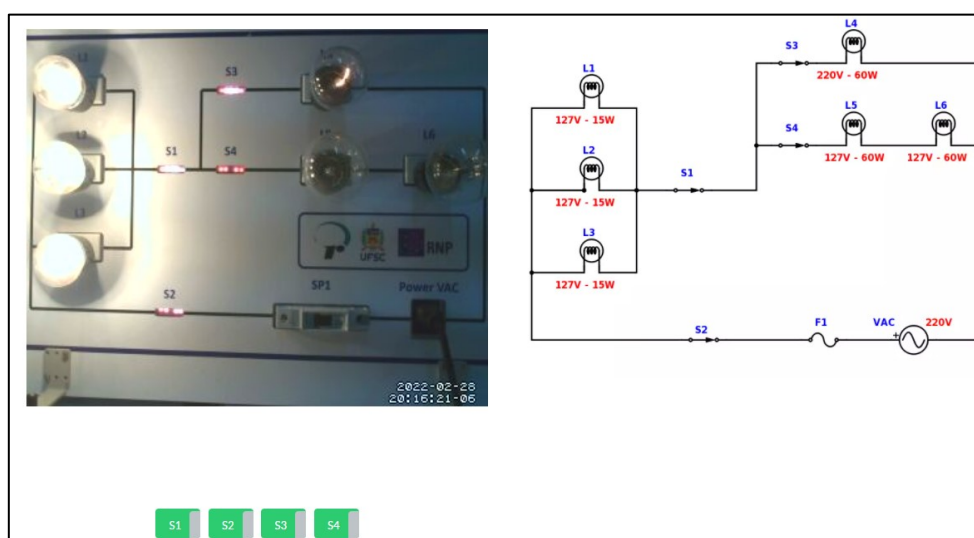 L1
L2
L3
S1
S3
S4
L6
S2
SP1
UFSC
RNP
Power VAC
2022-02-28
20:16:21-06
L4
S3
220V - 60W
L1
127V - 15W
S4
L5
L6
127V - 60W
127V - 60W
L2
S1
127V - 15W
L3
127V - 15W
S2
F1
VAC
220V
+
S1
S2
S3
S4